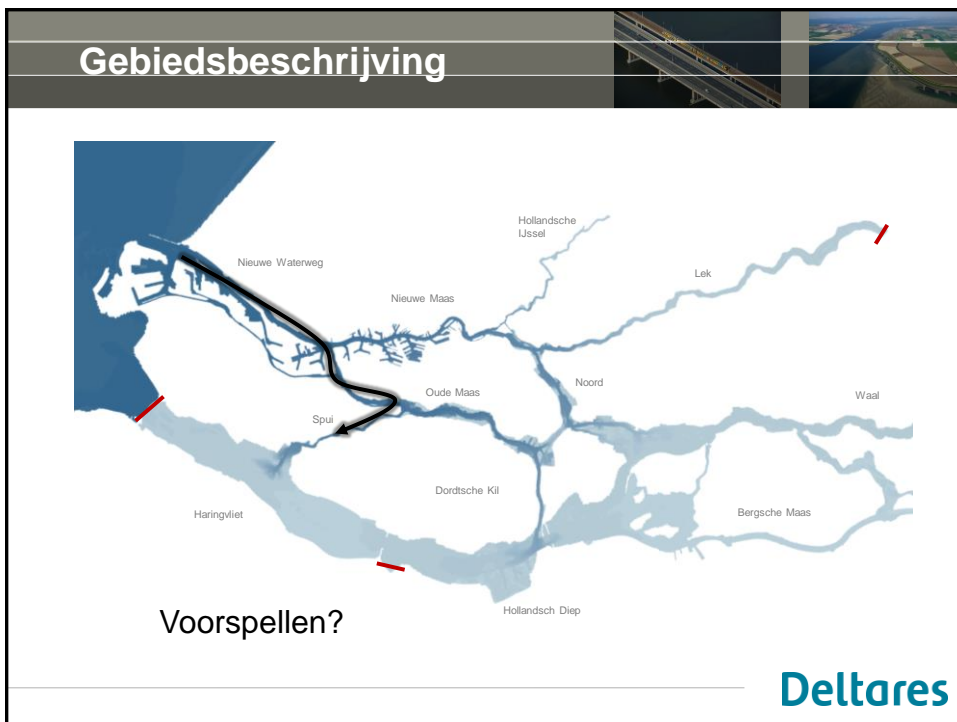 Gebiedsbeschrijving
Hollandsche
IJssel
Nieuwe Waterweg
Lek
Nieuwe Maas
Noord
Oude Maas
Waal
Spui
Dordtsche Kil
Haringvliet
Bergsche Maas
Hollandsch Diep
Voorspellen?
Deltares